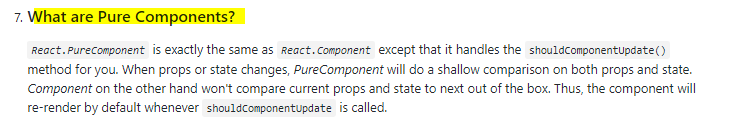 7. What are Pure Components?
React.PureComponent is exactly the same as React.Component except that it handles the shouldComponentUpdate()
method for you. When props or state changes, PureComponent will do a shallow comparison on both props and state.
Component on the other hand won't compare current props and state to next out of the box. Thus, the component will
re-render by default whenever shouldComponentUpdate is called.